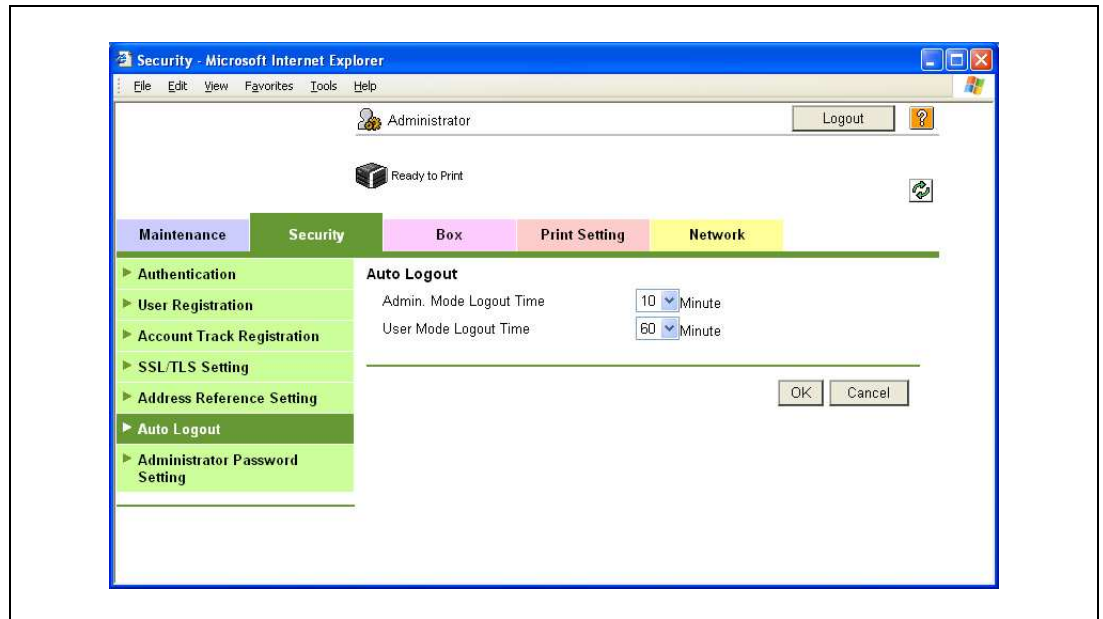 Security - Microsoft Internet Explorer
File Edit View Favorites Tools Help
Administrator
Logout
?
Ready to Print
Maintenance Security Box Print Setting Network
Authentication
User Registration
Account Track Registration
SSL/TLS Setting
Address Reference Setting
Auto Logout
Administrator Password
Setting
Auto Logout
Admin. Mode Logout Time 10 Minute
User Mode Logout Time 60 Minute
OK Cancel